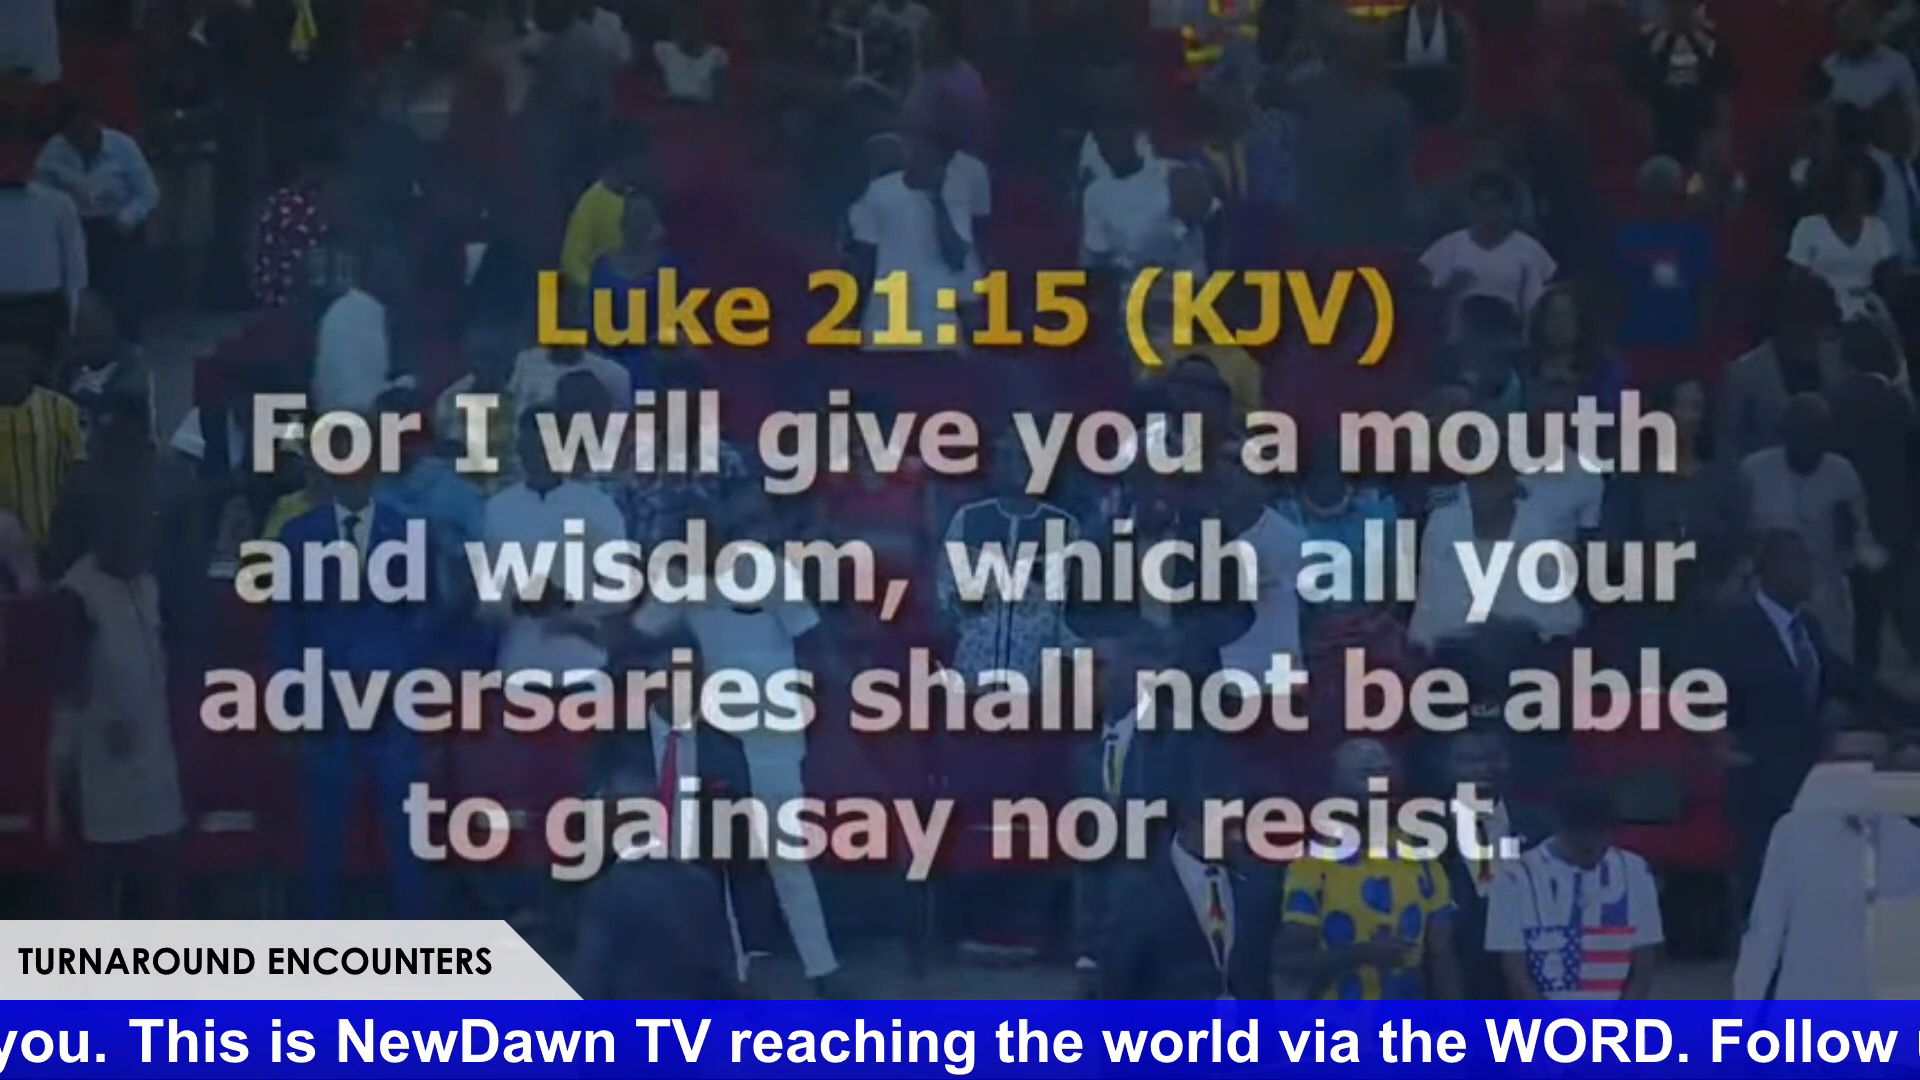 Luke 21:15 (KJV)
For I will give you a mouth
and wisdom, which all your
adversaries shall not be able
to gainsay nor resist.
TURNAROUND ENCOUNTERS
you. This is NewDawn TV reaching the world via the WORD. Follow